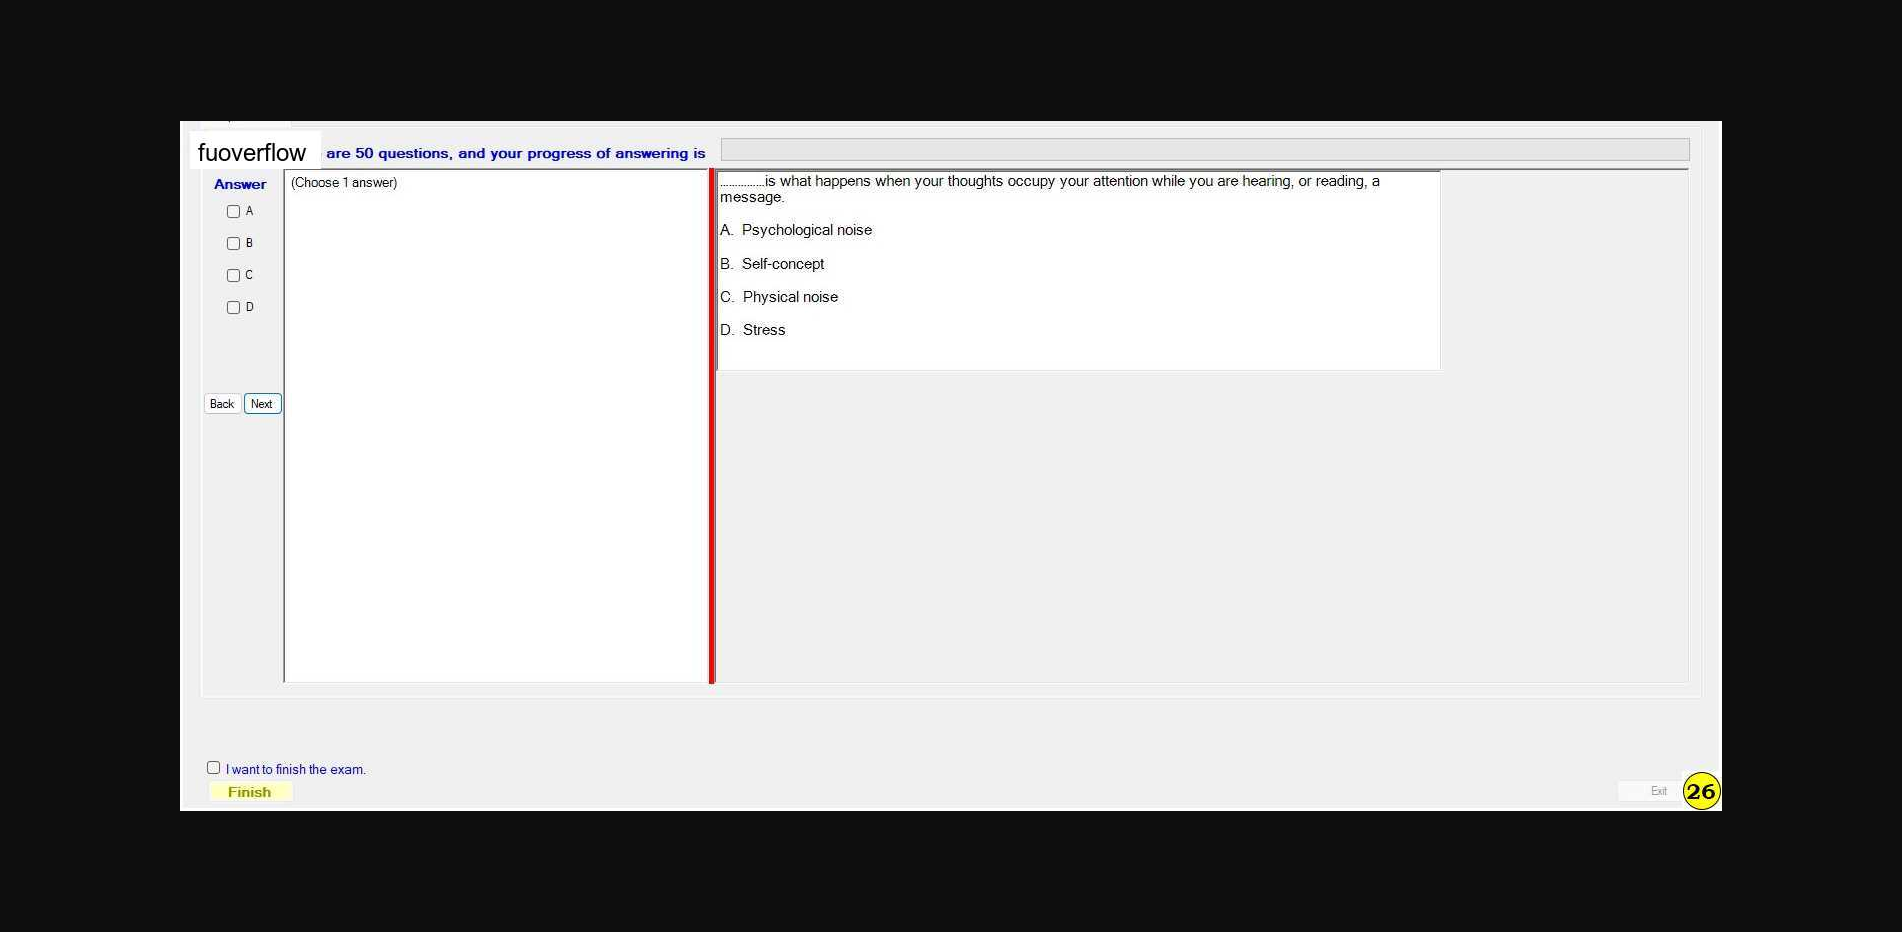 fuoverflow are 50 questions, and your progress of answering is
Answer
A
B
C
D
Back Next
(Choose 1 answer)
...............is what happens when your thoughts occupy your attention while you are hearing, or reading, a
message.
A. Psychological noise
B. Self-concept
C. Physical noise
D. Stress
I want to finish the exam.
Finish
Exit
26